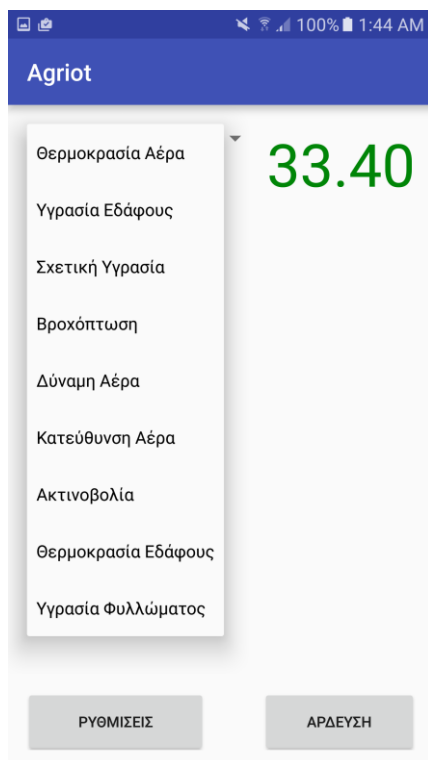 100% 1:44 AM
Agriot
Θερμοκρασία Αέρα
33.40
Υγρασία Εδάφους
Σχετική Υγρασία
Βροχόπτωση
Δύναμη Αέρα
Κατεύθυνση Αέρα
Ακτινοβολία
Θερμοκρασία Εδάφους
Υγρασία Φυλλώματος
ΡΥΘΜΙΣΕΙΣ
ΑΡΔΕΥΣΗ